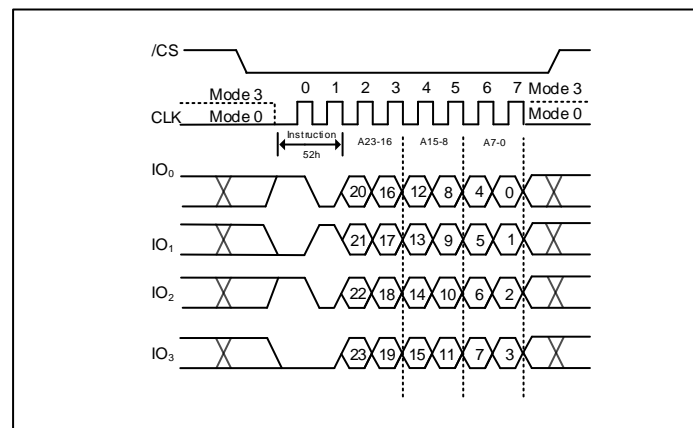 /CS
0 1 2 3 4 5 6 7
Mode 3 Mode 3
CLK Mode 0 Mode 0
Instruction A23-16 A15-8 A7-0
52h
IO0 20 16 12 8 4 0
IO1 21 17 13 9 5 1
IO2 22 18 14 10 6 2
IO3 23 19 15 11 7 3